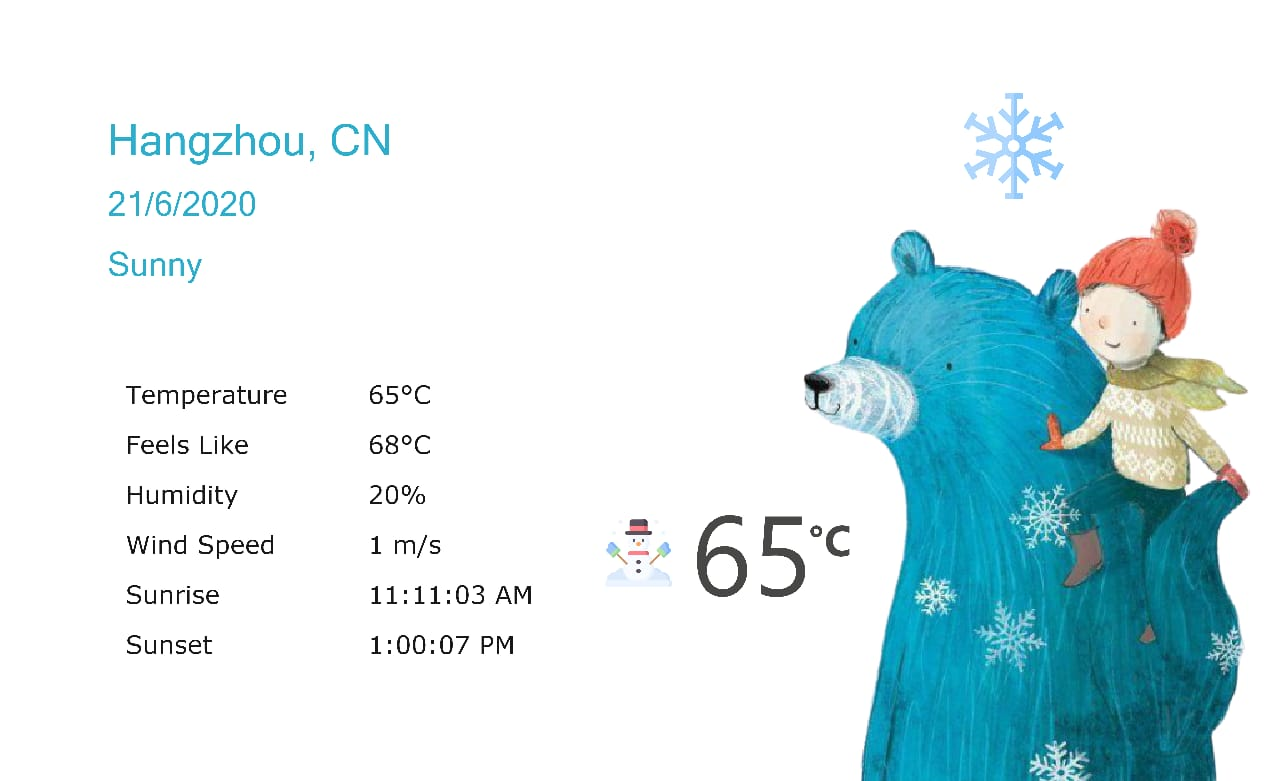 Hangzhou, CN
21/6/2020
Sunny
Temperature 65°C
Feels Like 68°C
Humidity 20%
Wind Speed 1 m/s
Sunrise 11:11:03 AM
Sunset 1:00:07 PM
65°C